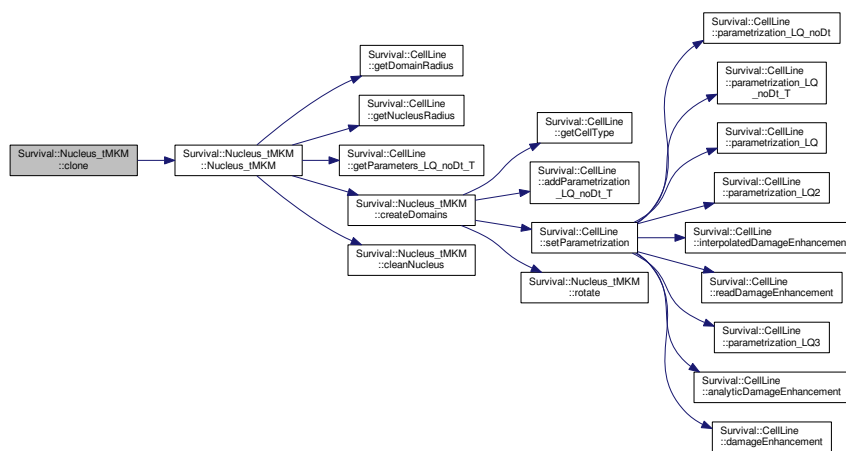 Survival::Nucleus_tMKM
::clone
Survival::Nucleus_tMKM
::Nucleus_tMKM
Survival::CellLine
::getDomainRadius
Survival::CellLine
::getNucleusRadius
Survival::CellLine
::getParameters_LQ_noDt_T
Survival::Nucleus_tMKM
::createDomains
Survival::Nucleus_tMKM
::cleanNucleus
Survival::CellLine
::getCellType
Survival::CellLine
::addParametrization
_LQ_noDt_T
Survival::CellLine
::setParametrization
Survival::Nucleus_tMKM
::rotate
Survival::CellLine
::parametrization_LQ_noDt
Survival::CellLine
::parametrization_LQ
_noDt_T
Survival::CellLine
::parametrization_LQ
Survival::CellLine
::parametrization_LQ2
Survival::CellLine
::interpolatedDamageEnhancement
Survival::CellLine
::readDamageEnhancement
Survival::CellLine
::parametrization_LQ3
Survival::CellLine
::analyticDamageEnhancement
Survival::CellLine
::damageEnhancement